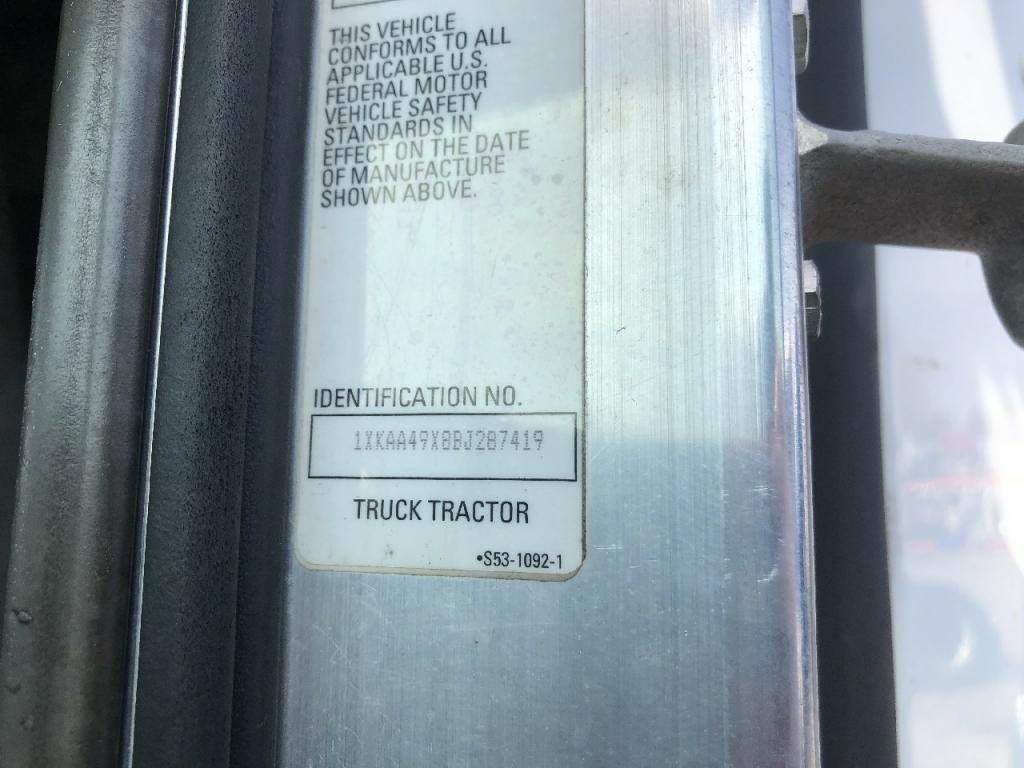 THIS VEHICLE
CONFORMS TO ALL
APPLICABLE U.S.
FEDERAL MOTOR
VEHICLE SAFETY
STANDARDS IN
EFFECT ON THE DATE
OF MANUFACTURE
SHOWN ABOVE.
IDENTIFICATION NO.
1XKAA49X8BJ287419
TRUCK TRACTOR
•S53-1092-1